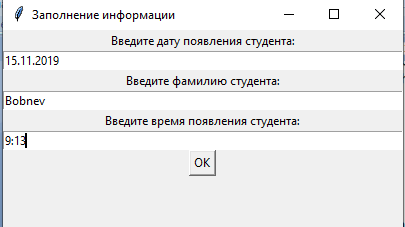 Заполнение информации
Введите дату появления студента:
15.11.2019
Введите фамилию студента:
Bobnev
Введите время появления студента:
9:13
ОК